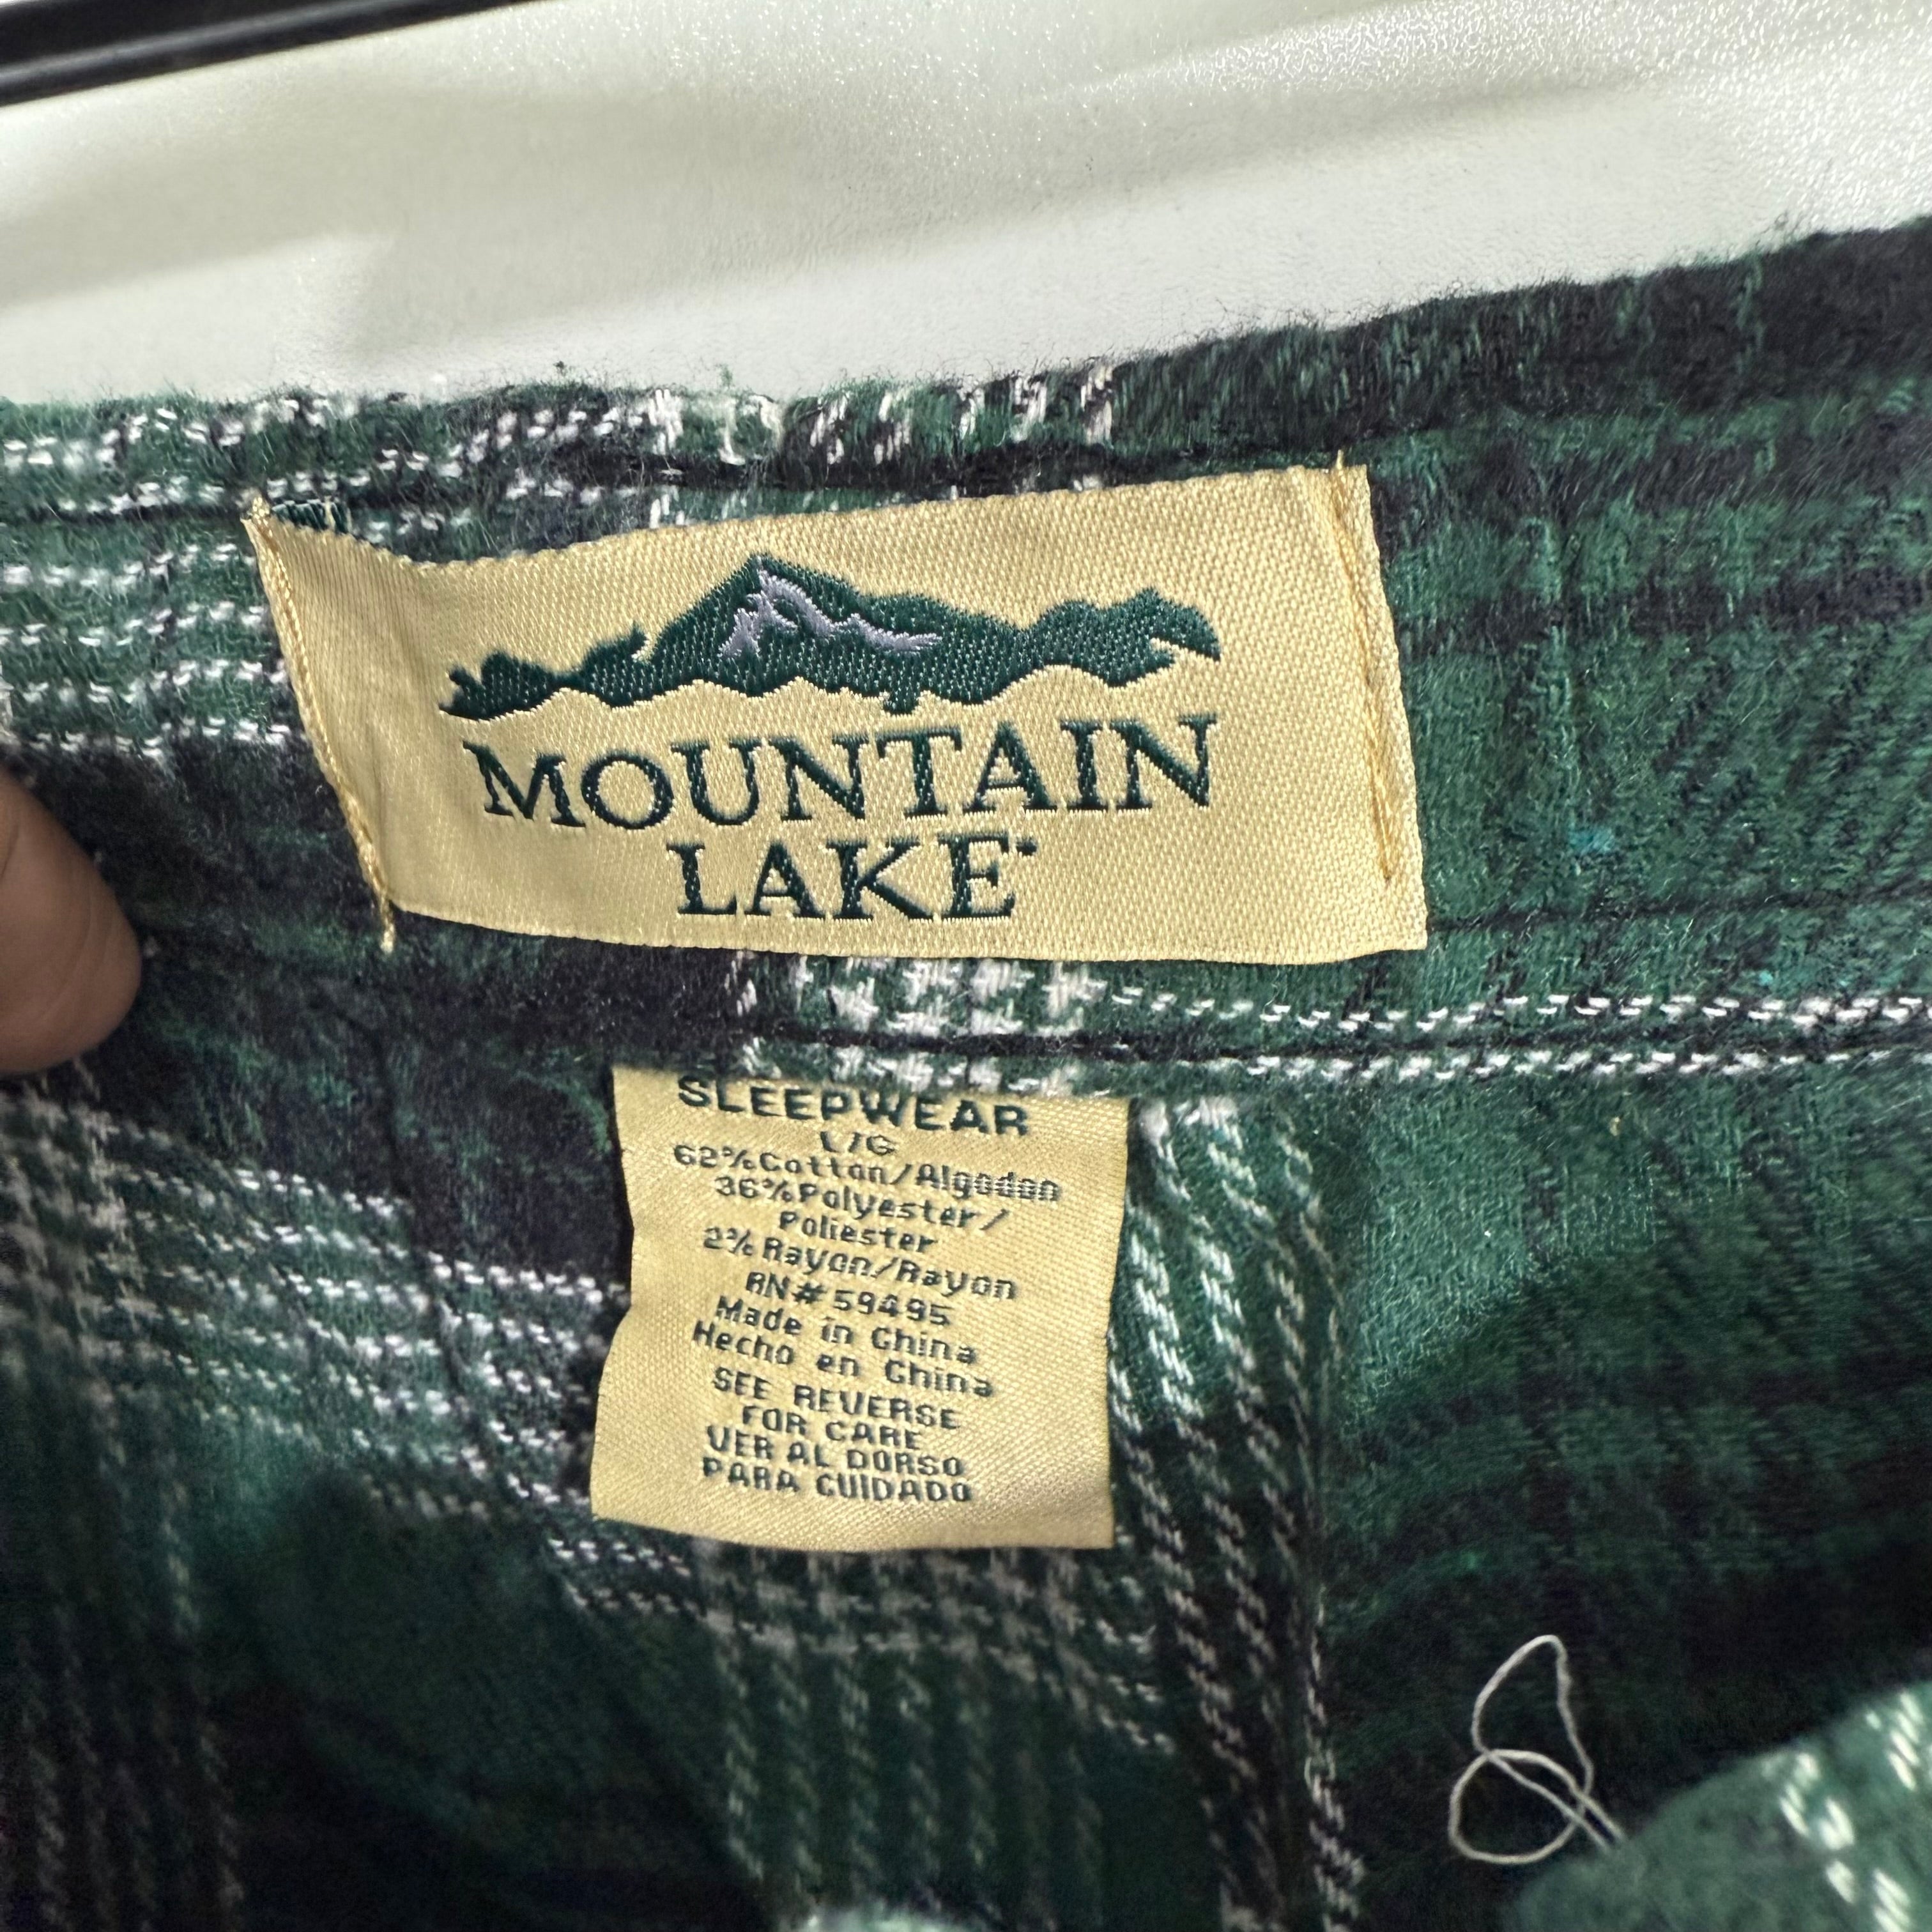 MOUNTAIN
LAKE
SLEEPWEAR
L/G
62%Cotton/Algodon
36%Polyester/
Poliester
2%Rayon/Rayon
RN#59495
Made in China
Hecho en China
SEE REVERSE
FOR CARE
VER AL DORSO
PARA CUIDADO